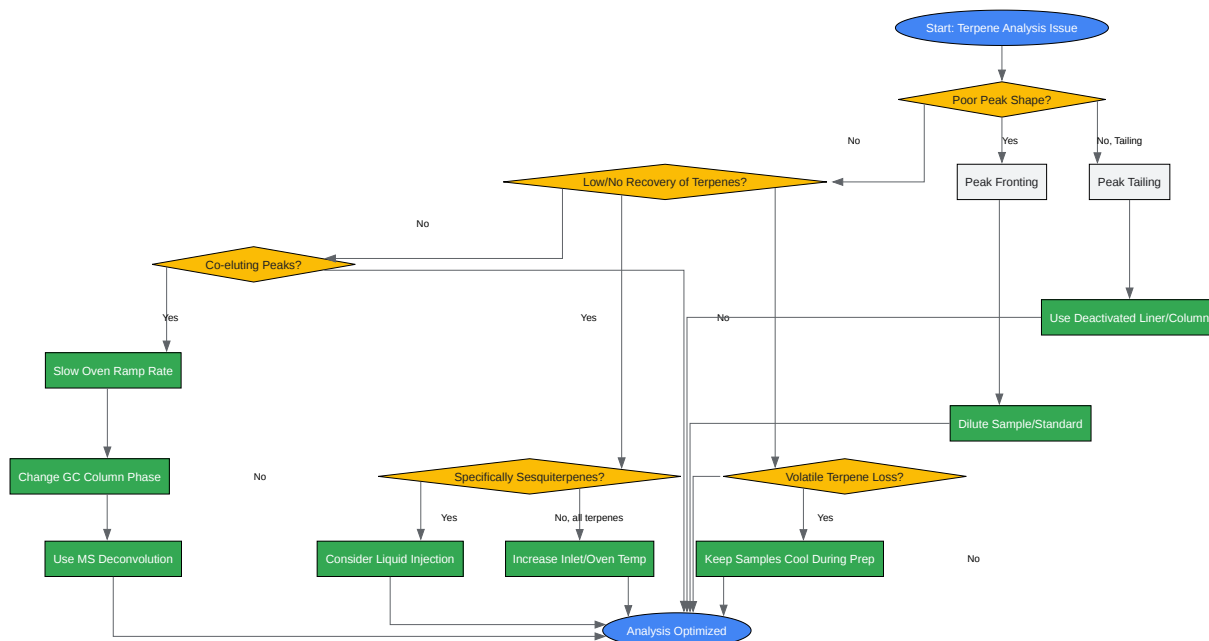 Start: Terpene Analysis Issue
Poor Peak Shape?
No
Yes
No, Tailing
Low/No Recovery of Terpenes?
Peak Fronting
Peak Tailing
No
Co-eluting Peaks?
Yes
Yes
No
Use Deactivated Liner/Column
Slow Oven Ramp Rate
Dilute Sample/Standard
Change GC Column Phase
No
Specifically Sesquiterpenes?
Volatile Terpene Loss?
Yes
No, all terpenes
Yes
Use MS Deconvolution
Consider Liquid Injection
Increase Inlet/Oven Temp
Keep Samples Cool During Prep
No
Analysis Optimized